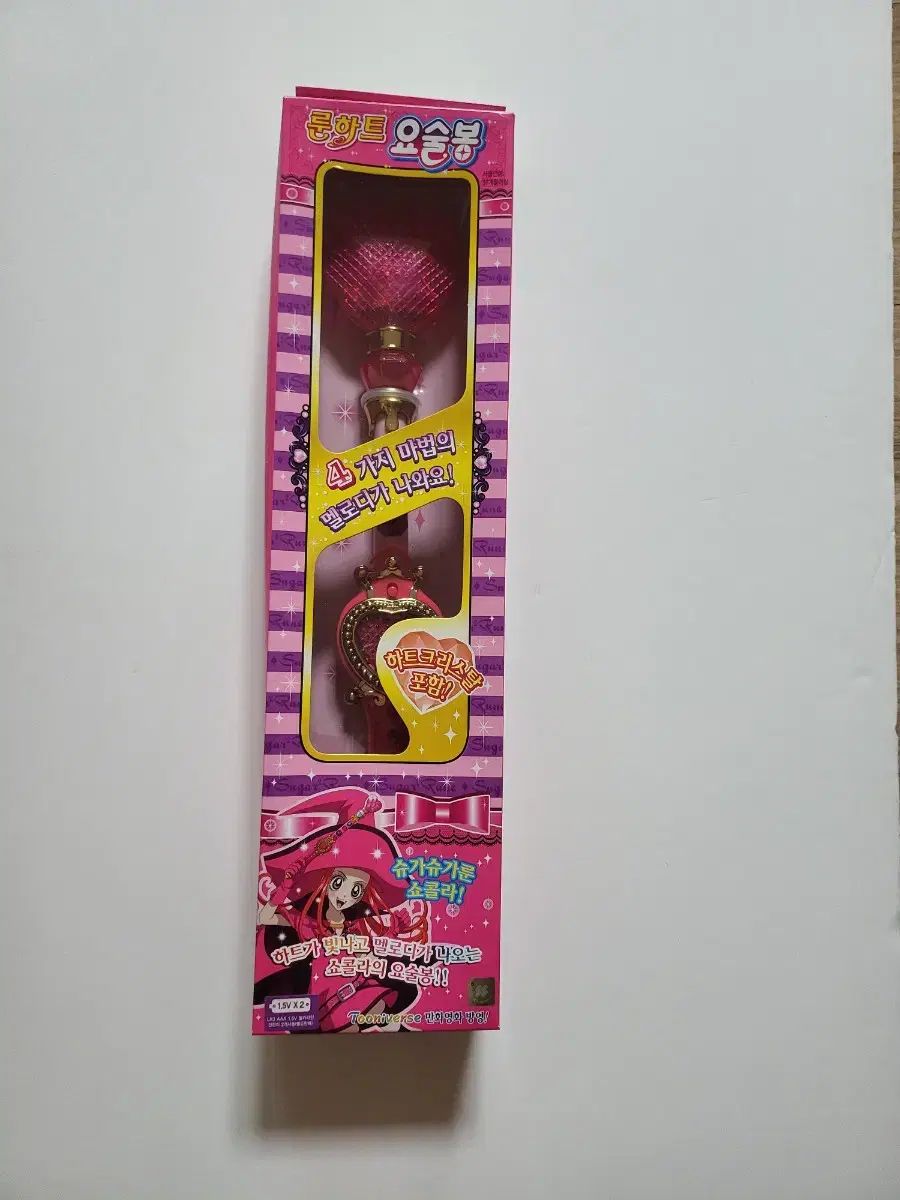 룬하트 요술봉
4가지 마법의
멜로디가 나와요!
하트크리스탈
포함!
Sugar Rune
슈가슈가룬
쇼콜라!
하트가 빛나고 멜로디가 나오는
쇼콜라의 요술봉!!
1.5V X 2
Tooniverse 만화영화 방영!